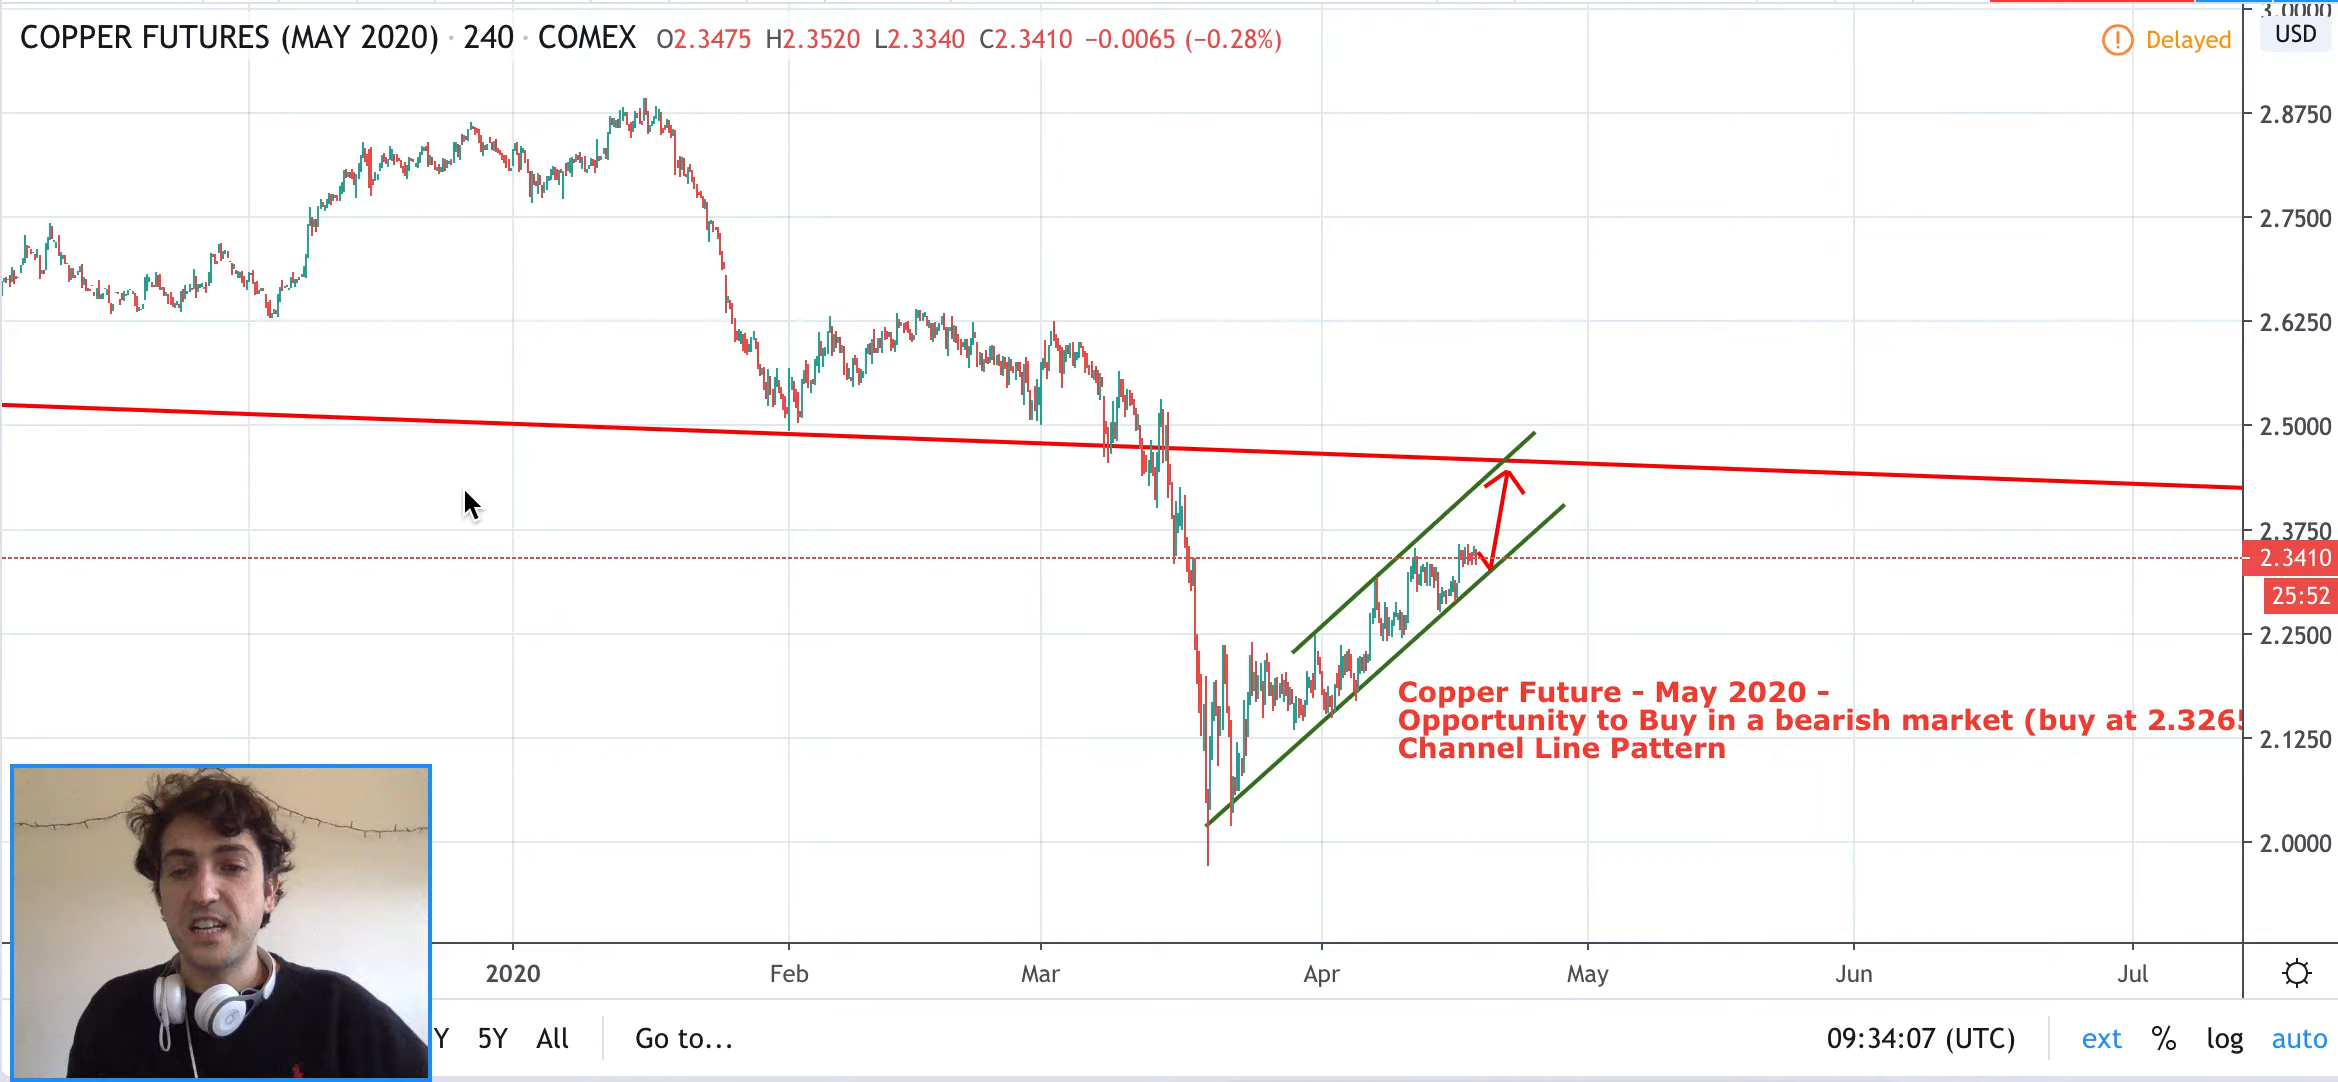 COPPER FUTURES (MAY 2020) · 240 · COMEX O2.3475 H2.3520 L2.3340 C2.3410 −0.0065 (−0.28%)
Delayed
3.0000
USD
2.8750
2.7500
2.6250
2.5000
2.3750
2.3410
25:52
2.2500
2.1250
2.0000
Copper Future - May 2020 -
Opportunity to Buy in a bearish market (buy at 2.326
Channel Line Pattern
2020 Feb Mar Apr May Jun Jul
Y 5Y All Go to... 09:34:07 (UTC) ext % log auto